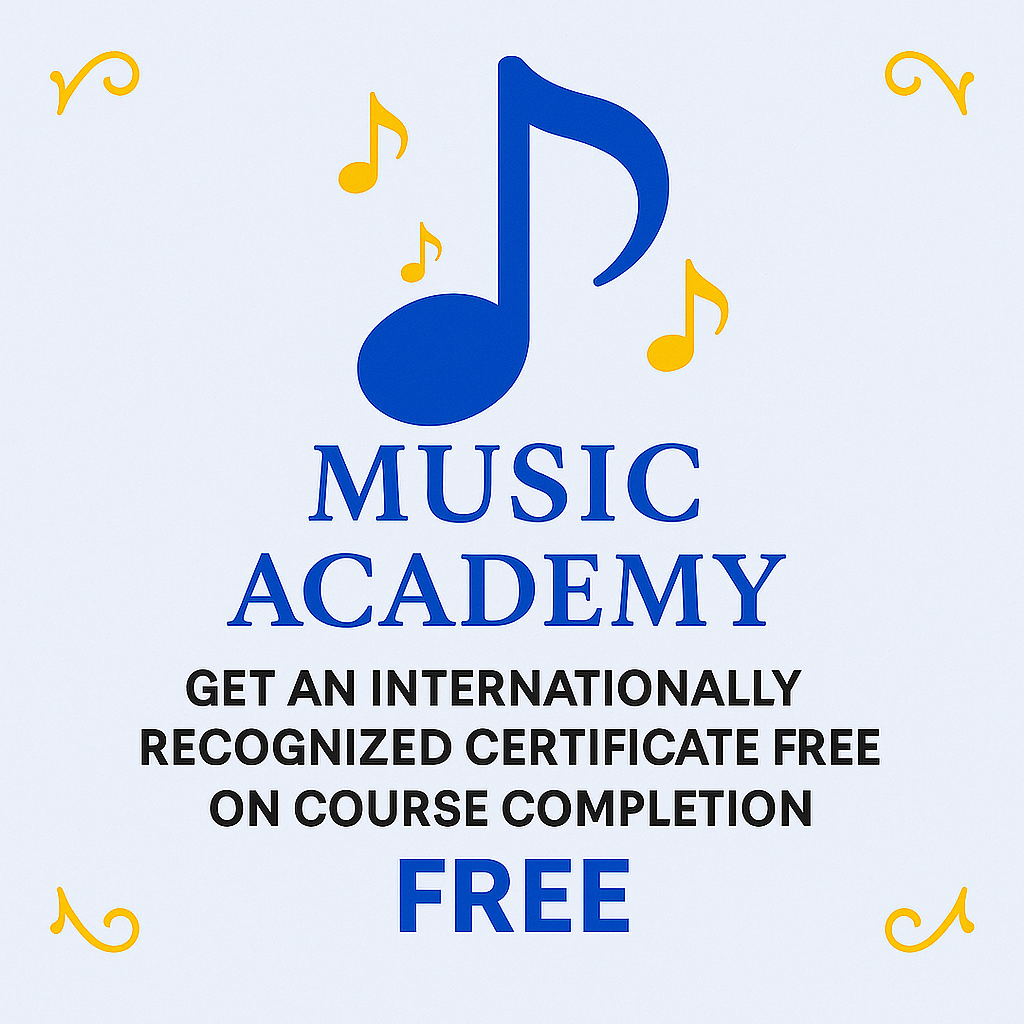 MUSIC
ACADEMY
GET AN INTERNATIONALLY
RECOGNIZED CERTIFICATE FREE
ON COURSE COMPLETION
FREE